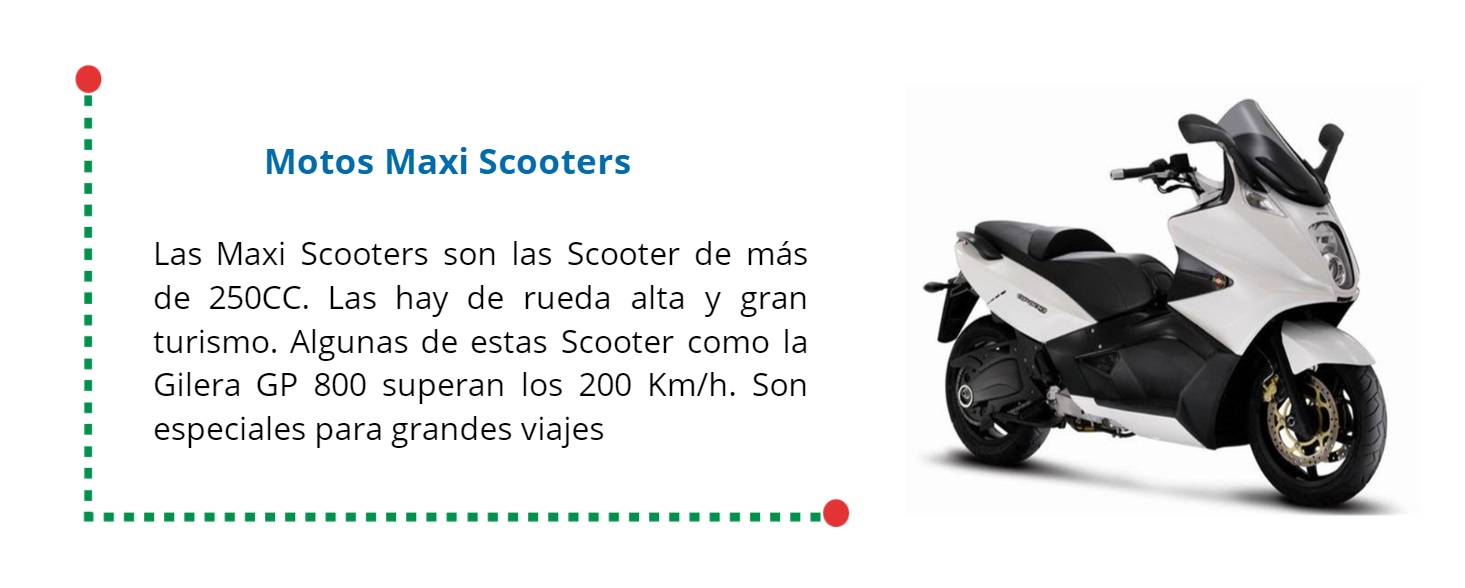 Motos Maxi Scooters
Las Maxi Scooters son las Scooter de más
de 250CC. Las hay de rueda alta y gran
turismo. Algunas de estas Scooter como la
Gilera GP 800 superan los 200 Km/h. Son
especiales para grandes viajes